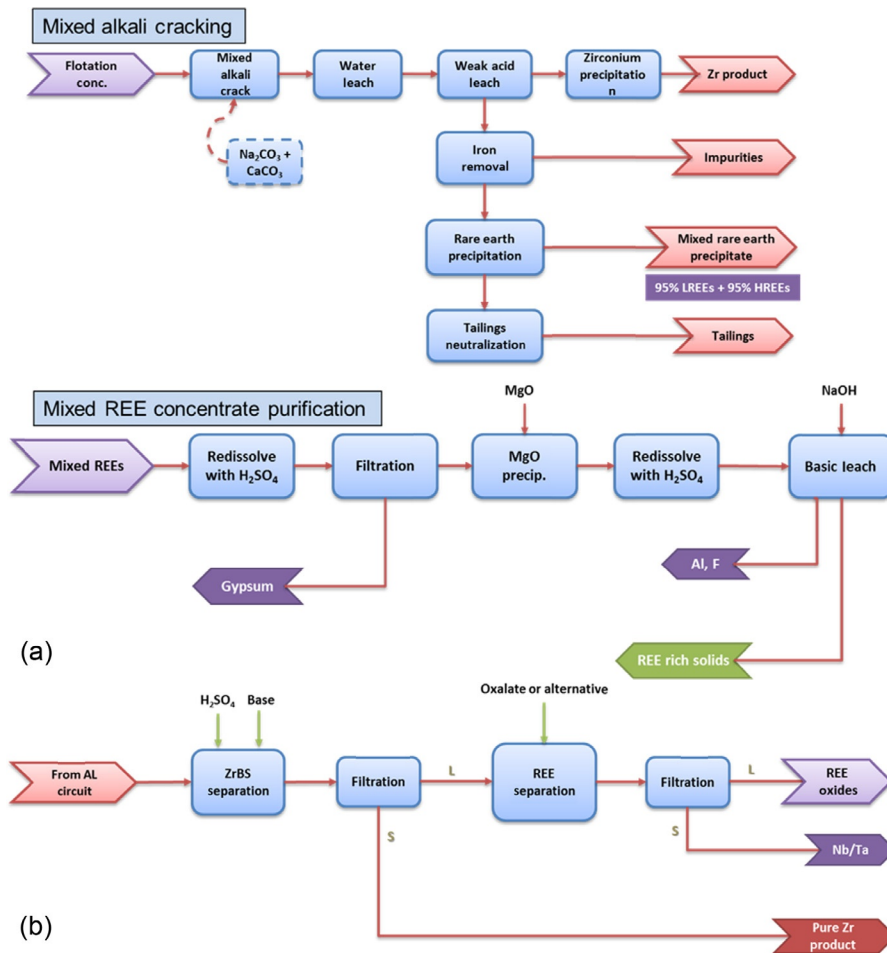 Mixed alkali cracking
Flotation
conc.
Mixed
alkali
crack
Water
leach
Weak acid
leach
Zirconium
precipitatio
n
Zr product
Na₂CO₃ +
CaCO₃
Iron
removal
Impurities
Rare earth
precipitation
Mixed rare earth
precipitate
95% LREEs + 95% HREEs
Tailings
neutralization
Tailings
Mixed REE concentrate purification
MgO
NaOH
Mixed REEs
Redissolve
with H₂SO₄
Filtration
MgO
precip.
Redissolve
with H₂SO₄
Basic leach
Gypsum
Al, F
REE rich solids
(a)
H₂SO₄ Base
Oxalate or alternative
From AL
circuit
ZrBS
separation
Filtration
L
REE
separation
Filtration
L
REE
oxides
S
S
Nb/Ta
Pure Zr
product
(b)